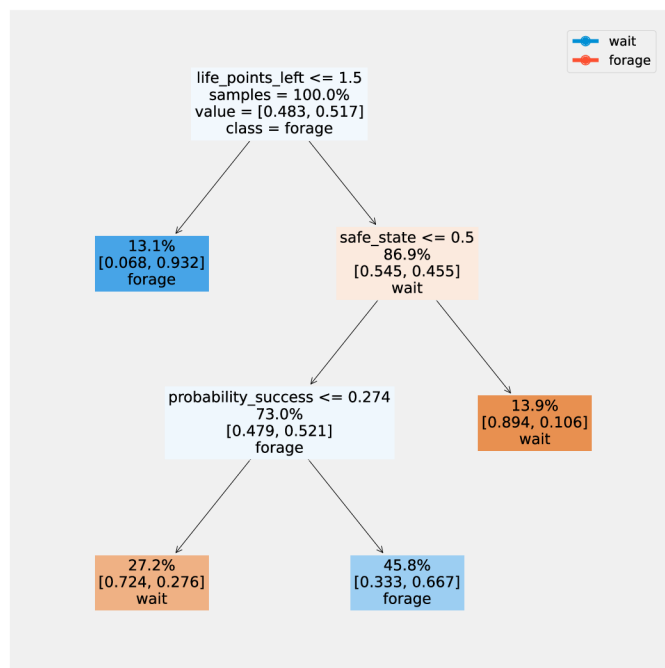 wait
forage
life_points_left <= 1.5
samples = 100.0%
value = [0.483, 0.517]
class = forage
13.1%
[0.068, 0.932]
forage
safe_state <= 0.5
86.9%
[0.545, 0.455]
wait
probability_success <= 0.274
73.0%
[0.479, 0.521]
forage
13.9%
[0.894, 0.106]
wait
27.2%
[0.724, 0.276]
wait
45.8%
[0.333, 0.667]
forage